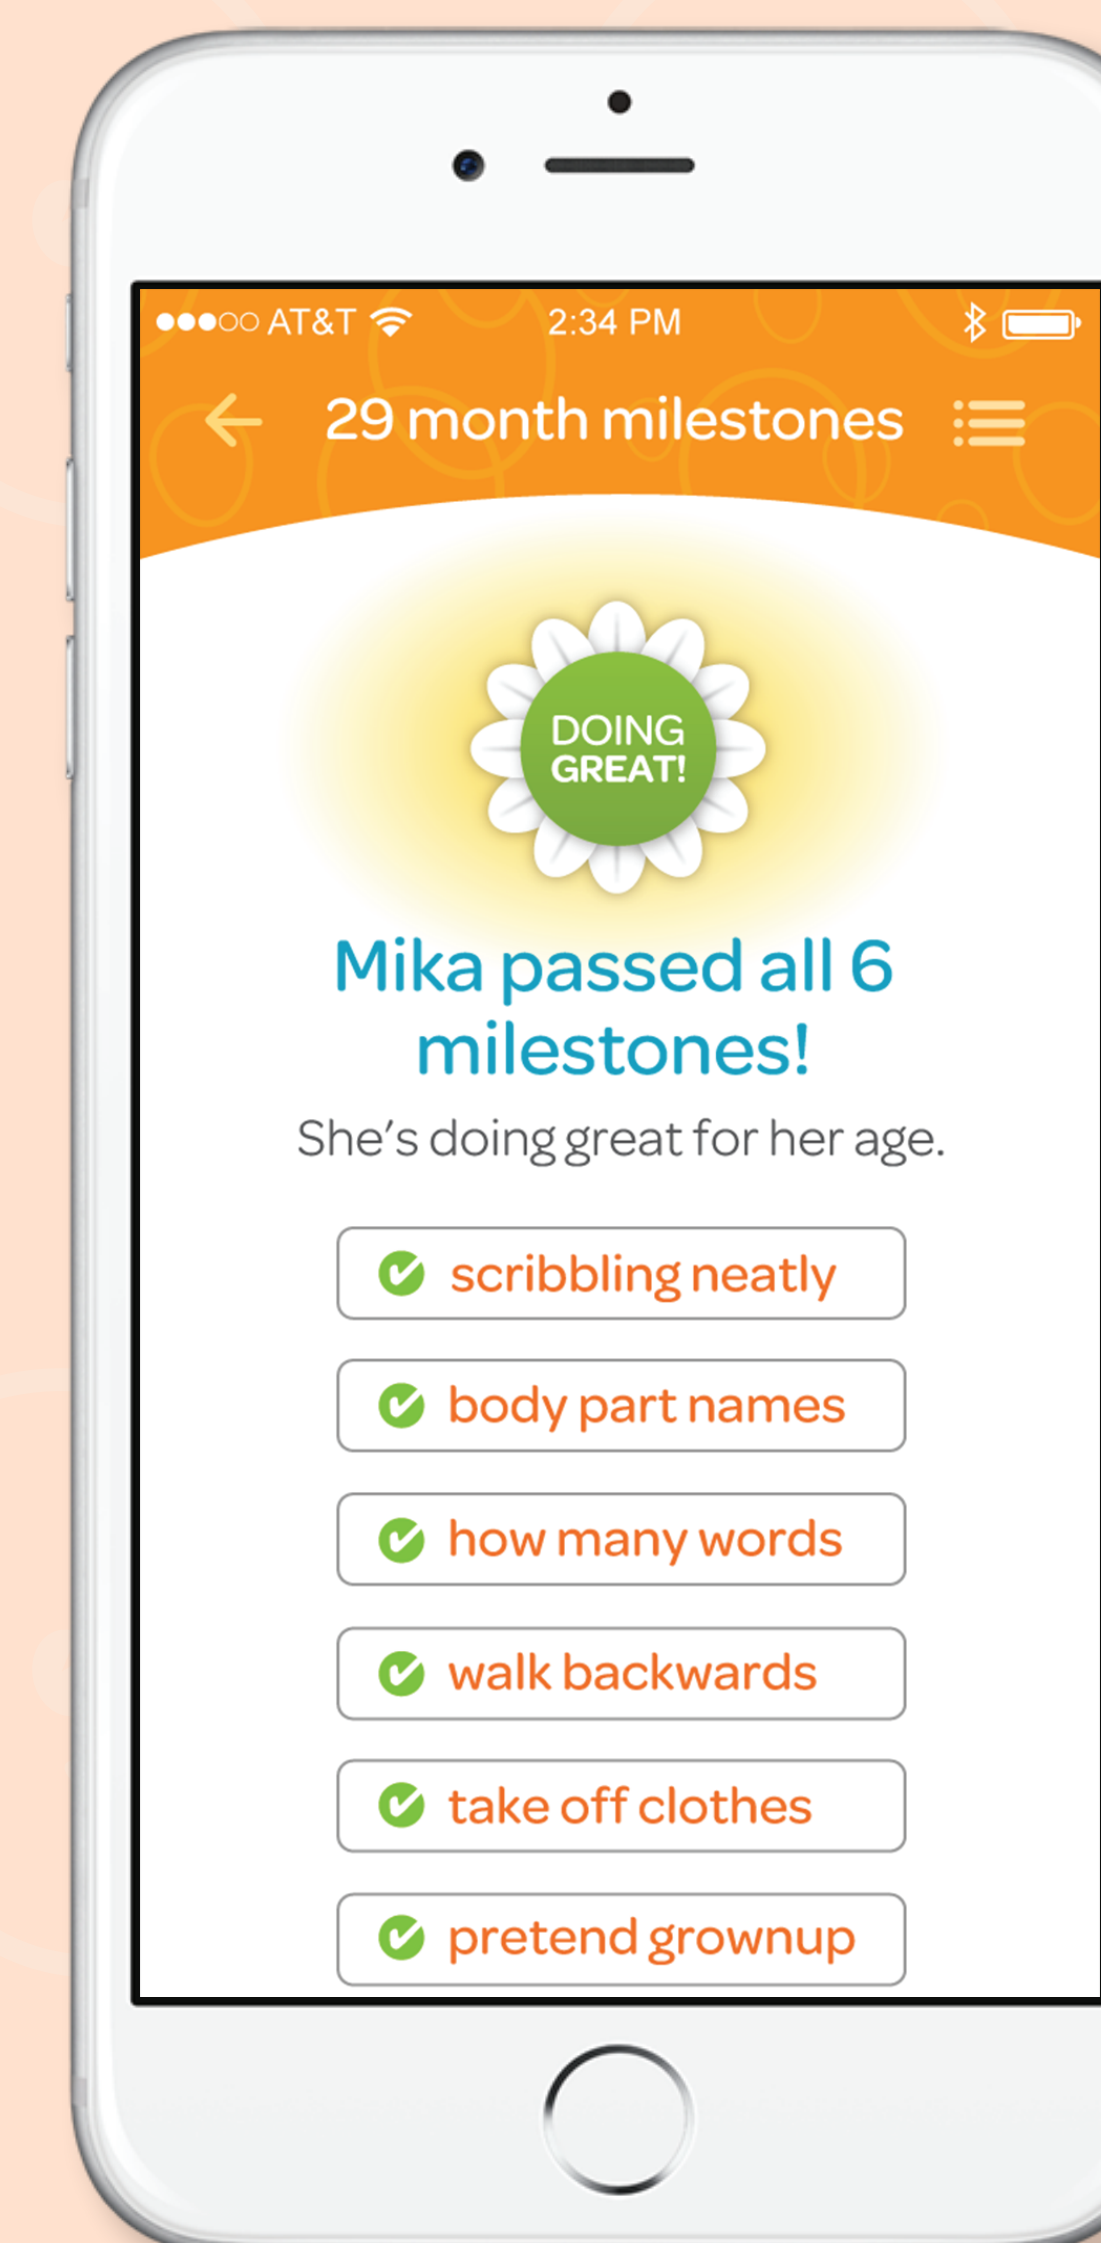 AT&T 2:34 PM
29 month milestones
DOING
GREAT!
Mika passed all 6
milestones!
She's doing great for her age.
scribbling neatly
body part names
how many words
walk backwards
take off clothes
pretend grownup